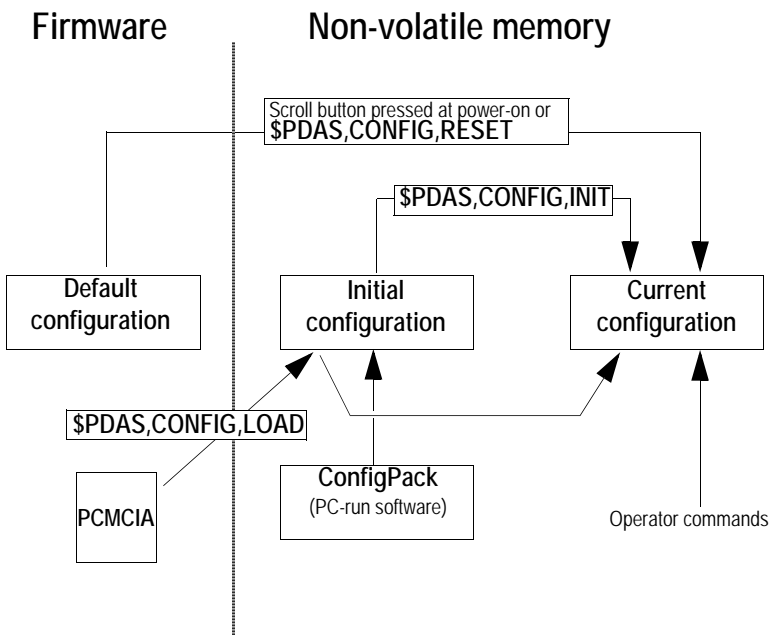 Firmware
Non-volatile memory
Scroll button pressed at power-on or
$PDAS,CONFIG,RESET
$PDAS,CONFIG,INIT
Default
configuration
Initial
configuration
Current
configuration
$PDAS,CONFIG,LOAD
PCMCIA
ConfigPack
(PC-run software)
Operator commands